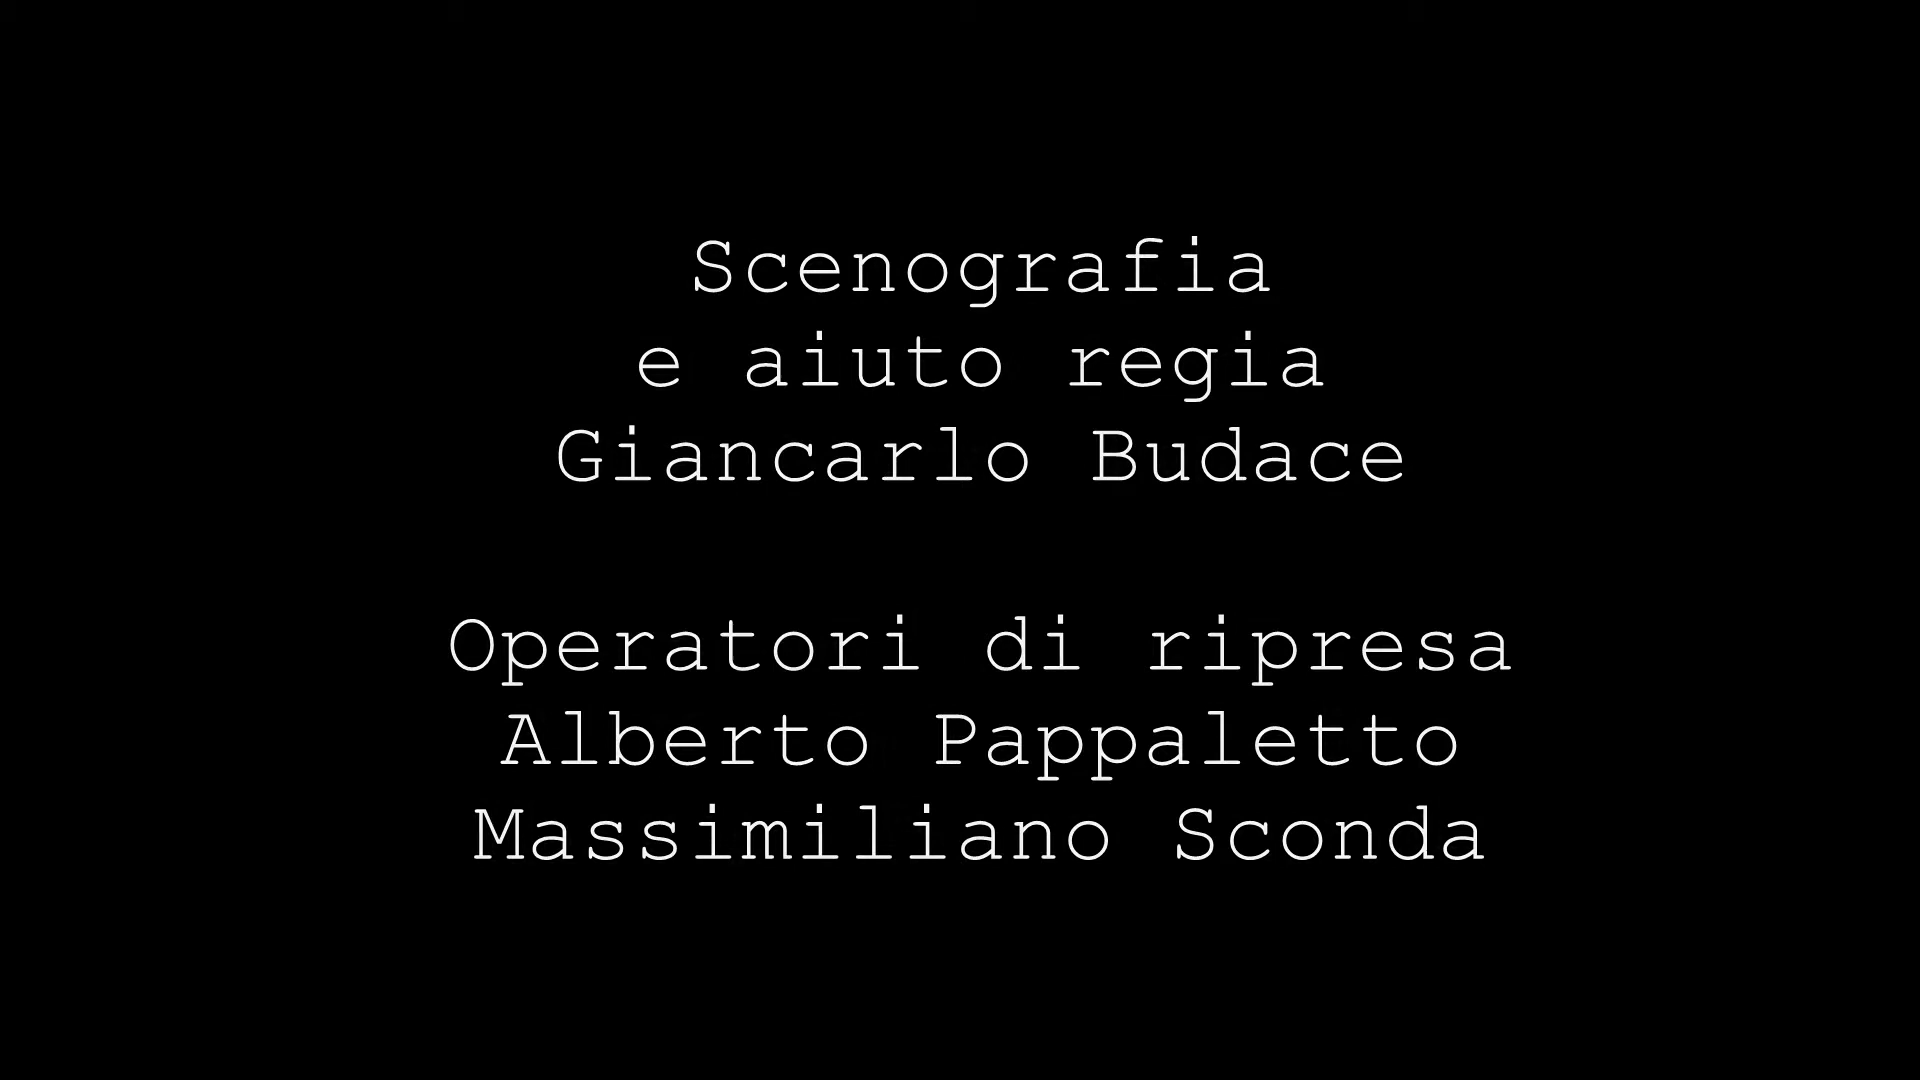 Scenografia
e aiuto regia
Giancarlo Budace
Operatori di ripresa
Alberto Pappaletto
Massimiliano Sconda